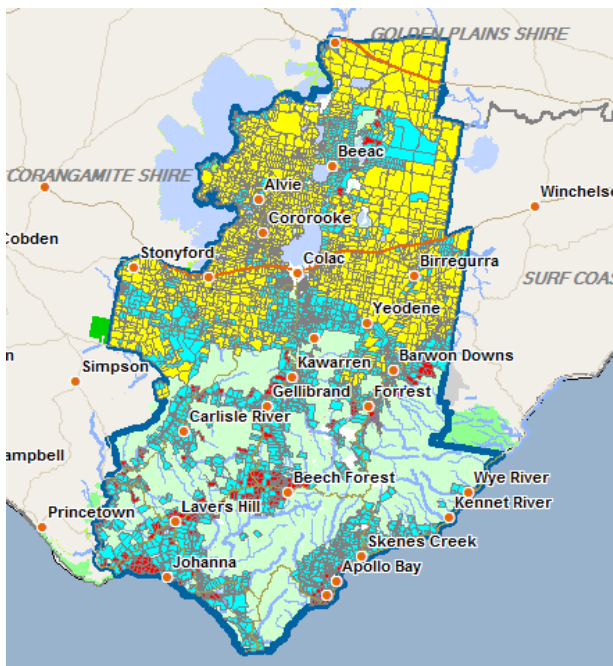 GOLDEN PLAINS SHIRE
Beeac
CORANGAMITE SHIRE
Alvie
Winchelse
Cororooke
Cobden
Stonyford
Colac
Birregurra
SURF COAS
Yeodene
Simpson
Kawarren
Barwon Downs
Gellibrand
Forrest
Carlisle River
ampbell
Beech Forest
Wye River
Princetown
Lavers Hill
Kennet River
Skenes Creek
Johanna
Apollo Bay